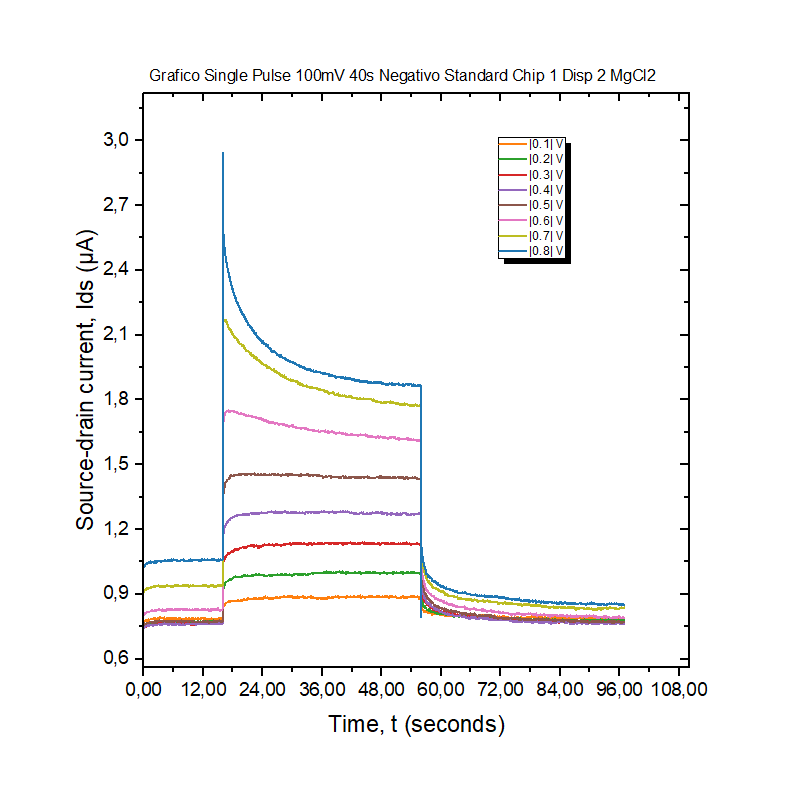 Grafico Single Pulse 100mV 40s Negativo Standard Chip 1 Disp 2 MgCl2
3,0
2,7
2,4
2,1
1,8
1,5
1,2
0,9
0,6
Source-drain current, Ids (µA)
|0.1| V
|0.2| V
|0.3| V
|0.4| V
|0.5| V
|0.6| V
|0.7| V
|0.8| V
0,00 12,00 24,00 36,00 48,00 60,00 72,00 84,00 96,00 108,00
Time, t (seconds)